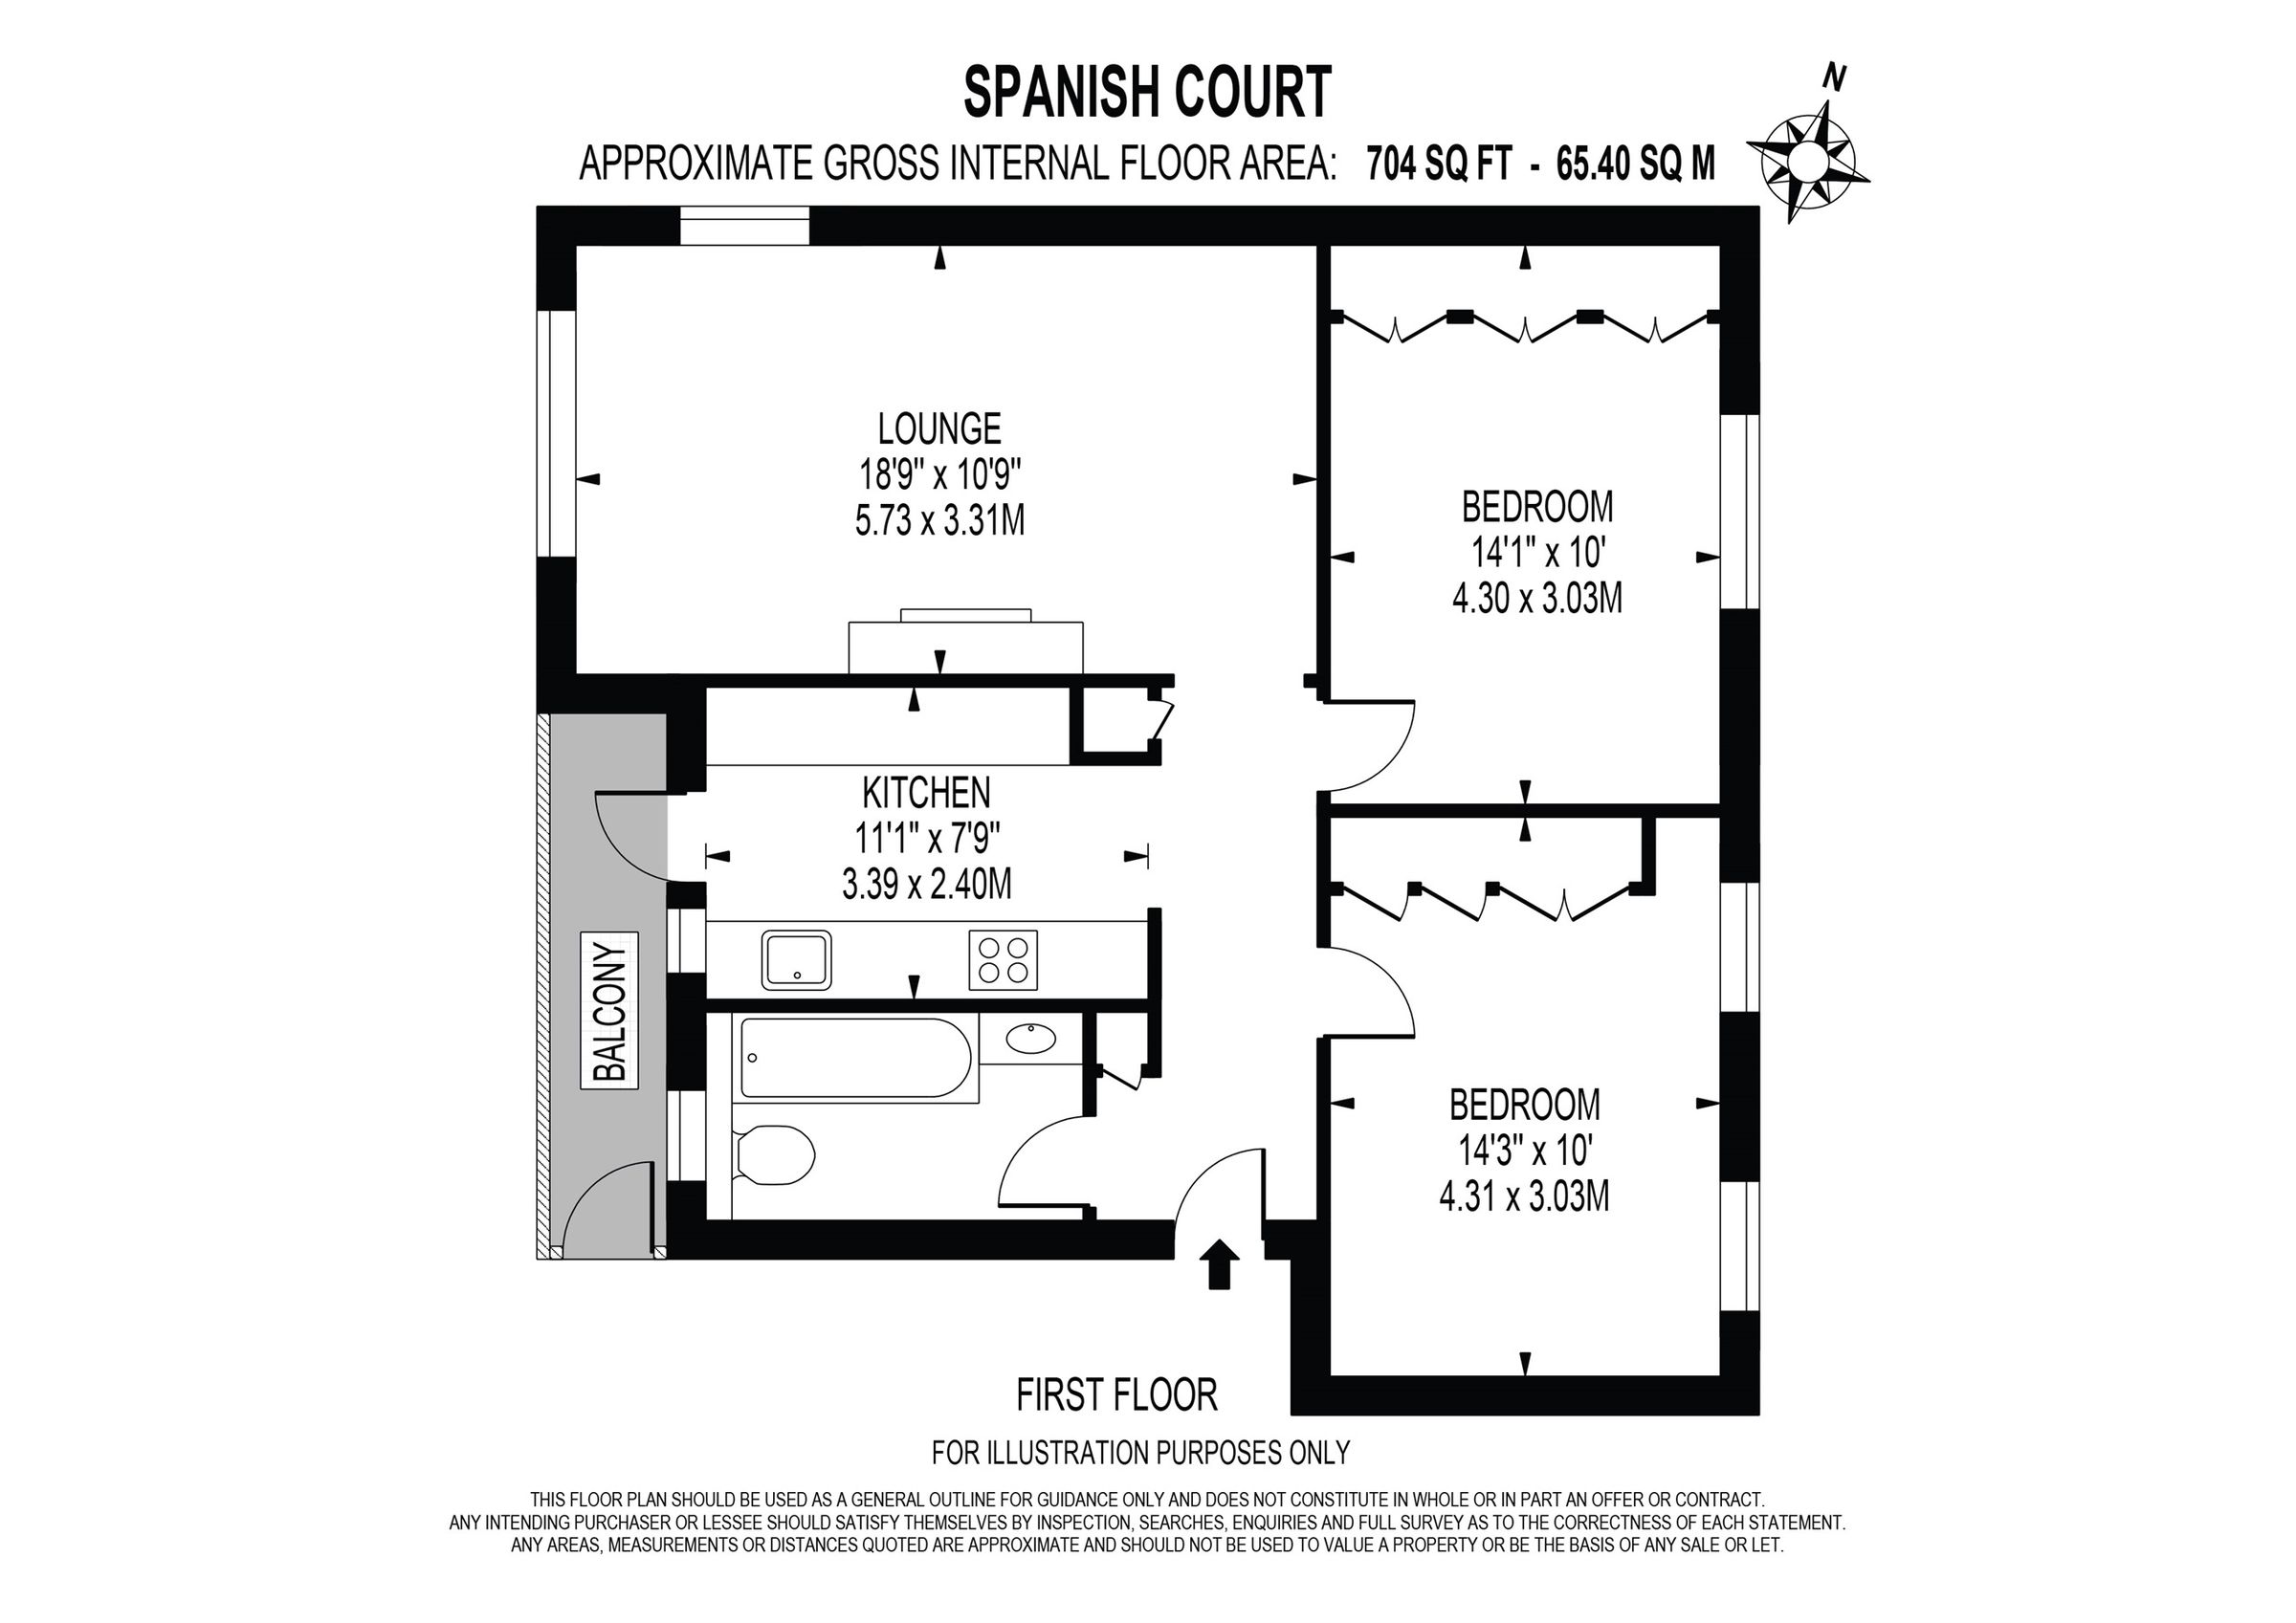 SPANISH COURT
N
APPROXIMATE GROSS INTERNAL FLOOR AREA: 704 SQ FT - 65.40 SQ M
LOUNGE
18'9" x 10'9"
5.73 x 3.31M
BEDROOM
14'1" x 10'
4.30 x 3.03M
KITCHEN
11'1" x 7'9"
3.39 x 2.40M
BALCONY
BEDROOM
14'3" x 10'
4.31 x 3.03M
FIRST FLOOR
FOR ILLUSTRATION PURPOSES ONLY
THIS FLOOR PLAN SHOULD BE USED AS A GENERAL OUTLINE FOR GUIDANCE ONLY AND DOES NOT CONSTITUTE IN WHOLE OR IN PART AN OFFER OR CONTRACT.
ANY INTENDING PURCHASER OR LESSEE SHOULD SATISFY THEMSELVES BY INSPECTION, SEARCHES, ENQUIRIES AND FULL SURVEY AS TO THE CORRECTNESS OF EACH STATEMENT.
ANY AREAS, MEASUREMENTS OR DISTANCES QUOTED ARE APPROXIMATE AND SHOULD NOT BE USED TO VALUE A PROPERTY OR BE THE BASIS OF ANY SALE OR LET.